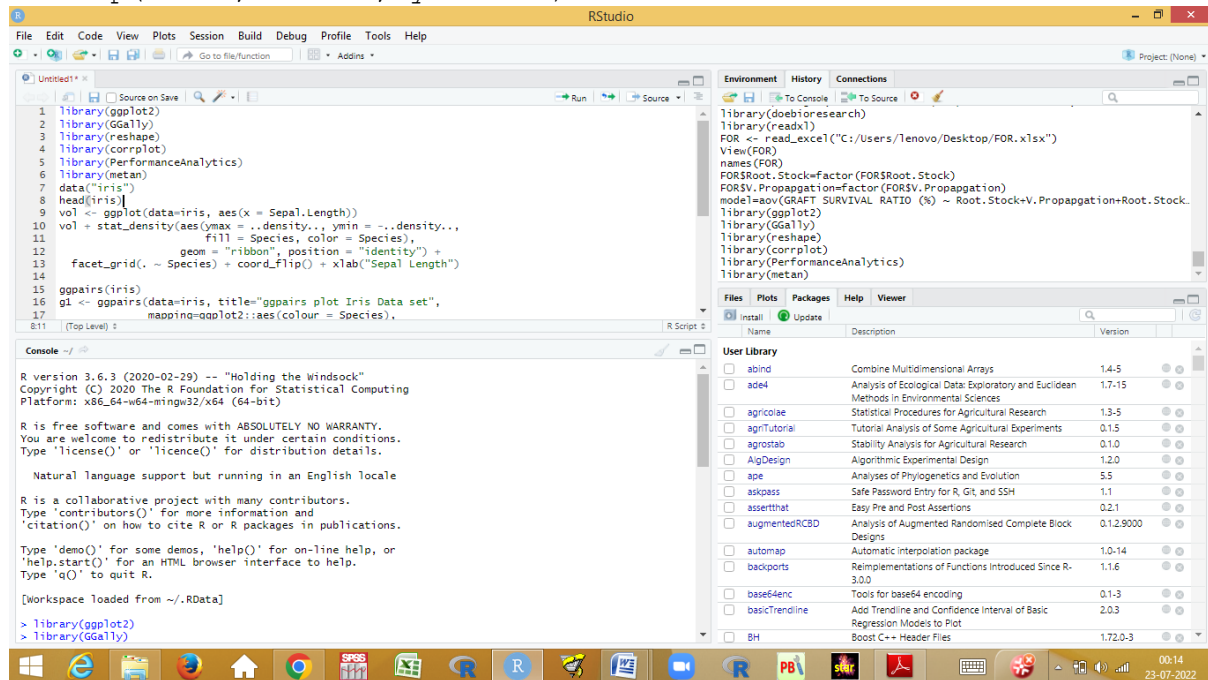 RStudio
File Edit Code View Plots Session Build Debug Profile Tools Help
Go to file/function Addins Project: (None)
Untitled1*
Source on Save Run Source
1 library(ggplot2)
2 library(GGally)
3 library(reshape)
4 library(corrplot)
5 library(PerformanceAnalytics)
6 library(metan)
7 data("iris")
8 head(iris)
9 vol <- ggplot(data=iris, aes(x = Sepal.Length))
10 vol + stat_density(aes(ymax = ..density.., ymin = -..density..,
11 fill = Species, color = Species),
12 geom = "ribbon", position = "identity") +
13 facet_grid(. ~ Species) + coord_flip() + xlab("Sepal Length")
14
15 ggpairs(iris)
16 g1 <- ggpairs(data=iris, title="ggpairs plot Iris Data set",
17 mapping=ggplot2::aes(colour = Species),
8:11 (Top Level) R Script
Console ~/
R version 3.6.3 (2020-02-29) -- "Holding the Windsock"
Copyright (C) 2020 The R Foundation for Statistical Computing
Platform: x86_64-w64-mingw32/x64 (64-bit)
R is free software and comes with ABSOLUTELY NO WARRANTY.
You are welcome to redistribute it under certain conditions.
Type 'license()' or 'licence()' for distribution details.
Natural language support but running in an English locale
R is a collaborative project with many contributors.
Type 'contributors()' for more information and
'citation()' on how to cite R or R packages in publications.
Type 'demo()' for some demos, 'help()' for on-line help, or
'help.start()' for an HTML browser interface to help.
Type 'q()' to quit R.
[Workspace loaded from ~/.RData]
> library(ggplot2)
> library(GGally)
Environment History Connections
To Console To Source
library(doebioresearch)
library(readxl)
FOR <- read_excel("C:/Users/lenovo/Desktop/FOR.xlsx")
View(FOR)
names(FOR)
FOR$Root.Stock=factor(FOR$Root.Stock)
FOR$V.Propapgation=factor(FOR$V.Propapgation)
model=aov(GRAFT SURVIVAL RATIO (%) ~ Root.Stock+V.Propapgation+Root.Stock…
library(ggplot2)
library(GGally)
library(reshape)
library(corrplot)
library(PerformanceAnalytics)
library(metan)
Files Plots Packages Help Viewer
Install Update
Name Description Version
User Library
abind Combine Multidimensional Arrays 1.4-5
ade4 Analysis of Ecological Data: Exploratory and Euclidean 1.7-15
Methods in Environmental Sciences
agricolae Statistical Procedures for Agricultural Research 1.3-5
agriTutorial Tutorial Analysis of Some Agricultural Experiments 0.1.5
agrostab Stability Analysis for Agricultural Research 0.1.0
AlgDesign Algorithmic Experimental Design 1.2.0
ape Analyses of Phylogenetics and Evolution 5.5
askpass Safe Password Entry for R, Git, and SSH 1.1
assertthat Easy Pre and Post Assertions 0.2.1
augmentedRCBD Analysis of Augmented Randomised Complete Block 0.1.2.9000
Designs
automap Automatic interpolation package 1.0-14
backports Reimplementations of Functions Introduced Since R- 1.1.6
3.0.0
base64enc Tools for base64 encoding 0.1-3
basicTrendline Add Trendline and Confidence Interval of Basic 2.0.3
Regression Models to Plot
BH Boost C++ Header Files 1.72.0-3
SPSS
R
R
R
PB
star
00:14
23-07-2022